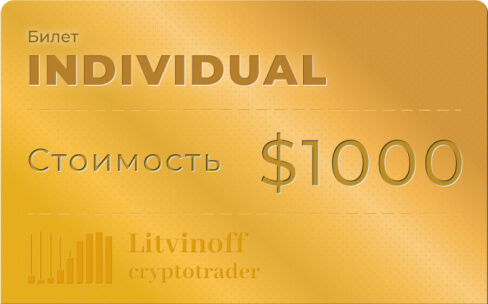 Билет
INDIVIDUAL
Стоимость $1000
Litvinoff
cryptotrader